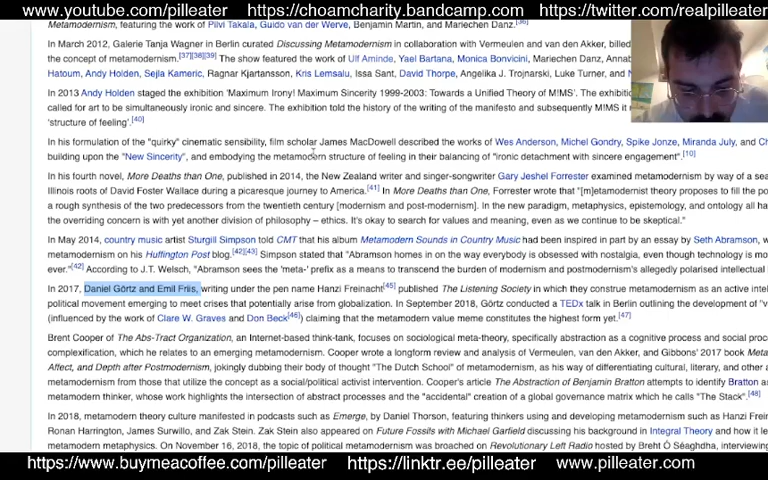 www.youtube.com/pilleater https://choamcharity.bandcamp.com https://twitter.com/realpilleater
Metamodernism, featuring the work of Pilvi Takala, Guido van der Werve, Benjamin Martin, and Mariechen Danz.[36]
In March 2012, Galerie Tanja Wagner in Berlin curated Discussing Metamodernism in collaboration with Vermeulen and van den Akker, billed
the concept of metamodernism.[37][38][39] The show featured the work of Ulf Aminde, Yael Bartana, Monica Bonvicini, Mariechen Danz, Annab
Hatoum, Andy Holden, Sejla Kameric, Ragnar Kjartansson, Kris Lemsalu, Issa Sant, David Thorpe, Angelika J. Trojnarski, Luke Turner, and N
In 2013 Andy Holden staged the exhibition 'Maximum Irony! Maximum Sincerity 1999-2003: Towards a Unified Theory of M!MS'. The exhib
called for art to be simultaneously ironic and sincere. The exhibition told the history of the writing of the manifesto and subsequently M!MS it
'structure of feeling'.[40]
In his formulation of the "quirky" cinematic sensibility, film scholar James MacDowell described the works of Wes Anderson, Michel Gondry, Spike Jonze, Miranda July, and Ch
building upon the "New Sincerity", and embodying the metamodern structure of feeling in their balancing of "ironic detachment with sincere engagement".[10]
In his fourth novel, More Deaths than One, published in 2014, the New Zealand writer and singer-songwriter Gary Jeshel Forrester examined metamodernism by way of a sea
Illinois roots of David Foster Wallace during a picaresque journey to America.[41] In More Deaths than One, Forrester wrote that "[m]etamodernist theory proposes to fill the po
a rough synthesis of the two predecessors from the twentieth century [modernism and post-modernism]. In the new paradigm, metaphysics, epistemology, and ontology all ha
the overriding concern is with yet another division of philosophy – ethics. It's okay to search for values and meaning, even as we continue to be skeptical."
In May 2014, country music artist Sturgill Simpson told CMT that his album Metamodern Sounds in Country Music had been inspired in part by an essay by Seth Abramson, w
metamodernism on his Huffington Post blog.[42][43] Simpson stated that "Abramson homes in on the way everybody is obsessed with nostalgia, even though technology is mo
ever."[42] According to J.T. Welsch, "Abramson sees the 'meta-' prefix as a means to transcend the burden of modernism and postmodernism's allegedly polarised intellectual
In 2017, Daniel Görtz and Emil Friis, writing under the pen name Hanzi Freinacht[45] published The Listening Society in which they construe metamodernism as an active intel
political movement emerging to meet crises that potentially arise from globalization. In September 2018, Görtz conducted a TEDx talk in Berlin outlining the development of "v
(influenced by the work of Clare W. Graves and Don Beck[46]) claiming that the metamodern value meme constitutes the highest form yet.[47]
Brent Cooper of The Abs-Tract Organization, an Internet-based think-tank, focuses on sociological meta-theory, specifically abstraction as a cognitive process and social proc
complexification, which he relates to an emerging metamodernism. Cooper wrote a longform review and analysis of Vermeulen, van den Akker, and Gibbons' 2017 book Meta
Affect, and Depth after Postmodernism, jokingly dubbing their body of thought "The Dutch School" of metamodernism, as their way of differentiating cultural, literary, and other a
metamodernism from those that utilize the concept as a social/political activist intervention. Cooper's article The Abstraction of Benjamin Bratton attempts to identify Bratton a
metamodern thinker, whose work highlights the intersection of abstract processes and the "accidental" creation of a global governance matrix which he calls "The Stack".[48]
In 2018, metamodern theory culture manifested in podcasts such as Emerge, by Daniel Thorson, featuring thinkers using and developing metamodernism such as Hanzi Frein
Ronan Harrington, James Surwillo, and Zak Stein. Zak Stein also appeared on Future Fossils with Michael Garfield discussing his background in Integral Theory and how it le
metamodern metaphysics. On November 16, 2018, the topic of political metamodernism was broached on Revolutionary Left Radio hosted by Breht Ó Séaghdha, interviewing
https://www.buymeacoffee.com/pilleater https://linktr.ee/pilleater www.pilleater.com